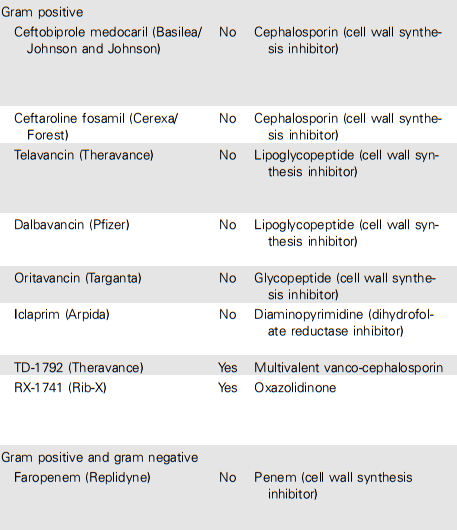 Gram positive
Ceftobiprole medocaril (Basilea/ No Cephalosporin (cell wall synthe-
Johnson and Johnson) sis inhibitor)
Ceftaroline fosamil (Cerexa/ No Cephalosporin (cell wall synthe-
Forest) sis inhibitor)
Telavancin (Theravance) No Lipoglycopeptide (cell wall syn-
thesis inhibitor)
Dalbavancin (Pfizer) No Lipoglycopeptide (cell wall syn-
thesis inhibitor)
Oritavancin (Targanta) No Glycopeptide (cell wall synthe-
sis inhibitor)
Iclaprim (Arpida) No Diaminopyrimidine (dihydrofol-
ate reductase inhibitor)
TD-1792 (Theravance) Yes Multivalent vanco-cephalosporin
RX-1741 (Rib-X) Yes Oxazolidinone
Gram positive and gram negative
Faropenem (Replidyne) No Penem (cell wall synthesis
inhibitor)